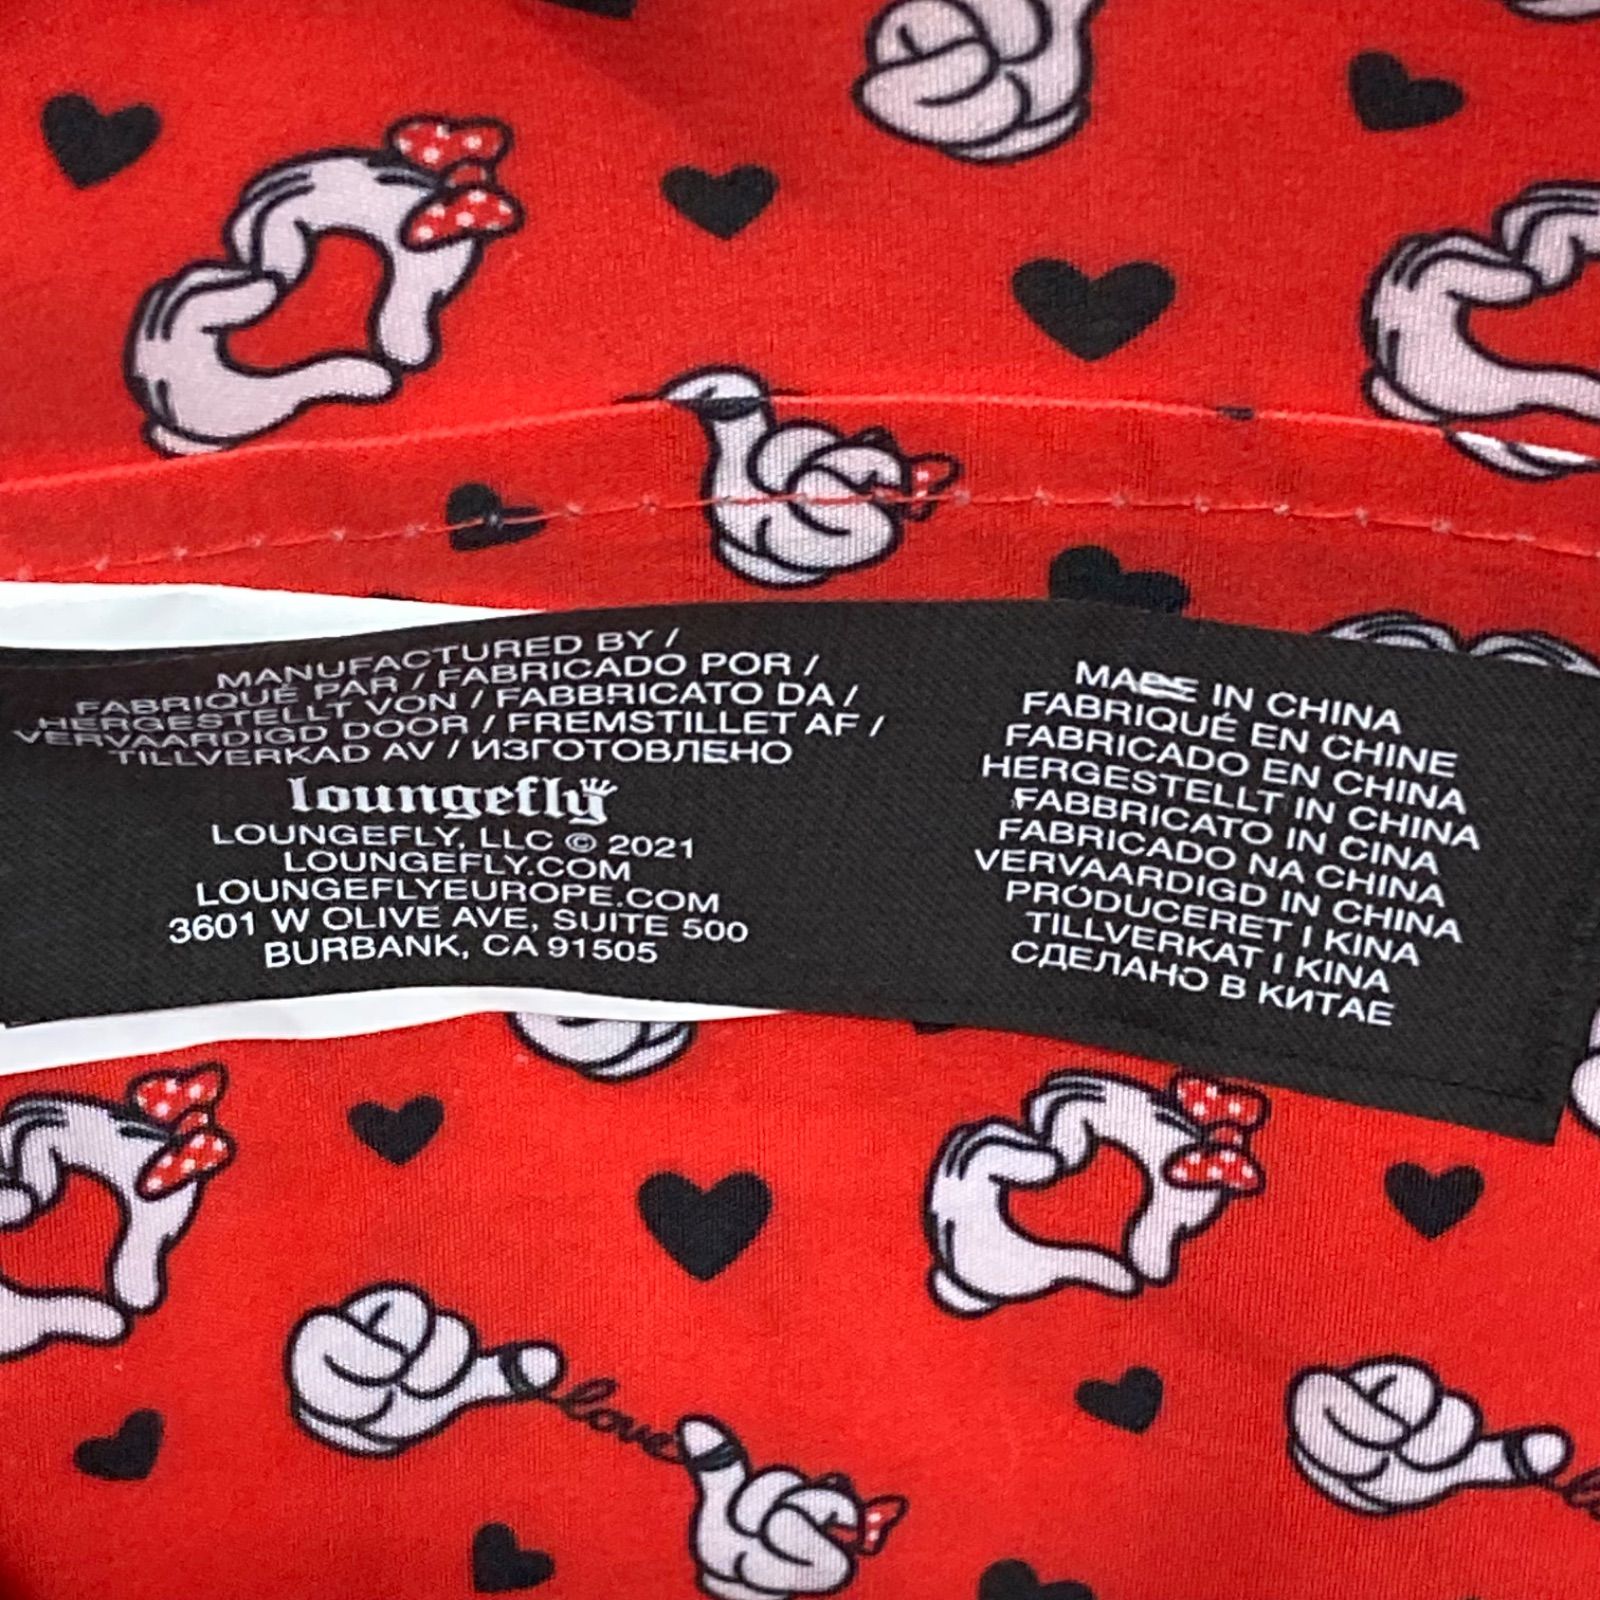 MANUFACTURED BY /
FABRIQUÉ PAR / FABRICADO POR /
HERGESTELLT VON / FABBRICATO DA /
VERVAARDIGD DOOR / FREMSTILLET AF /
TILLVERKAD AV / ИЗГОТОВЛЕНО
loungefly
LOUNGEFLY, LLC © 2021
LOUNGEFLY.COM
LOUNGEFLYEUROPE.COM
3601 W OLIVE AVE, SUITE 500
BURBANK, CA 91505
MADE IN CHINA
FABRIQUÉ EN CHINE
FABRICADO EN CHINA
HERGESTELLT IN CHINA
FABBRICATO IN CINA
FABRICADO NA CHINA
VERVAARDIGD IN CHINA
PRODUCERET I KINA
TILLVERKAT I KINA
СДЕЛАНО В КИТАЕ
love